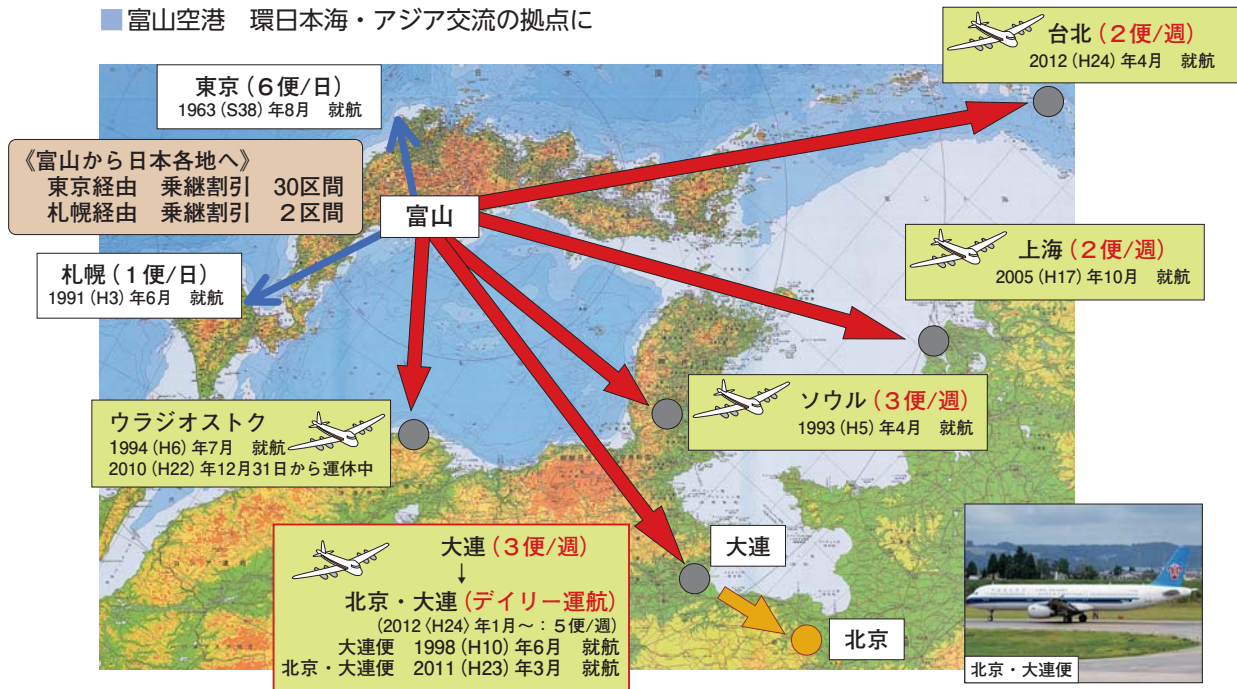 富山空港 環日本海・アジア交流の拠点に
台北（２便/週）
2012（H24）年4月 就航
東京（６便/日）
1963（S38）年8月 就航
《富山から日本各地へ》
東京経由 乗継割引 30区間
札幌経由 乗継割引 ２区間
富山
札幌（１便/日）
1991（H3）年6月 就航
上海（２便/週）
2005（H17）年10月 就航
ソウル（３便/週）
1993（H5）年4月 就航
ウラジオストク
1994（H6）年7月 就航
2010（H22）年12月31日から運休中
大連（３便/週）
↓
北京・大連（デイリー運航）
（2012〈H24〉年1月～：５便/週）
大連便 1998（H10）年6月 就航
北京・大連便 2011（H23）年3月 就航
大連
北京
北京・大連便